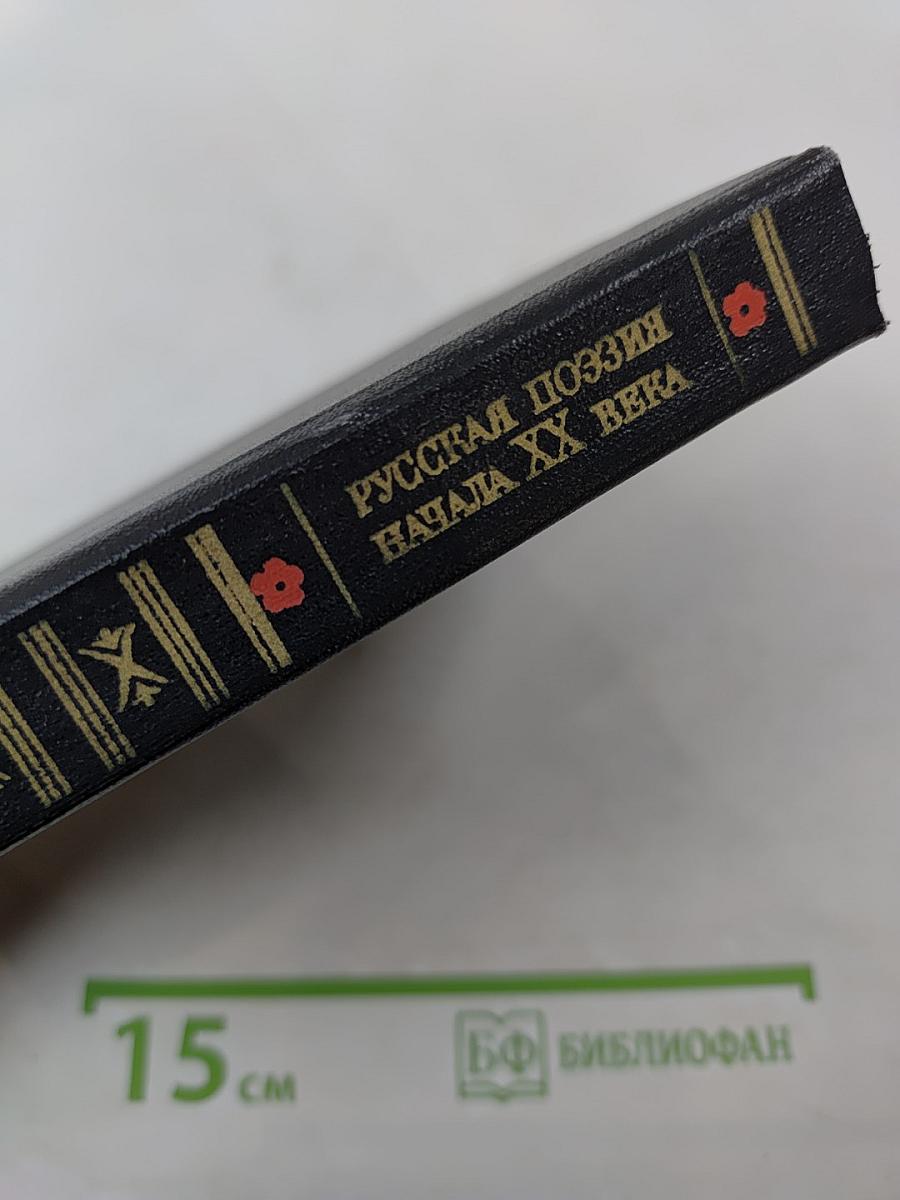 РУССКАЯ ПОЭЗИЯ
НАЧАЛА XX ВЕКА
15 см
БФ БИБЛИОФАН